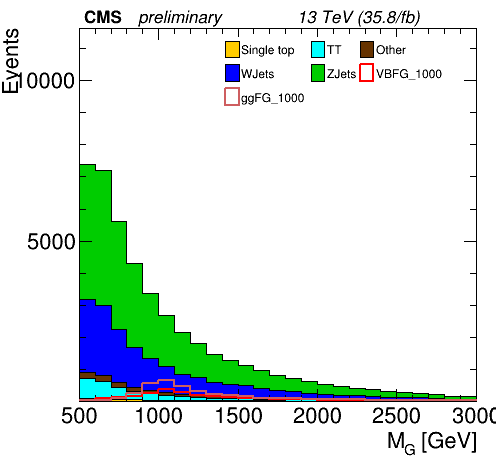 CMS preliminary 13 TeV (35.8/fb)
Events
Single top TT Other
WJets ZJets VBFG_1000
ggFG_1000
10000
5000
500 1000 1500 2000 2500 3000
M_G [GeV]